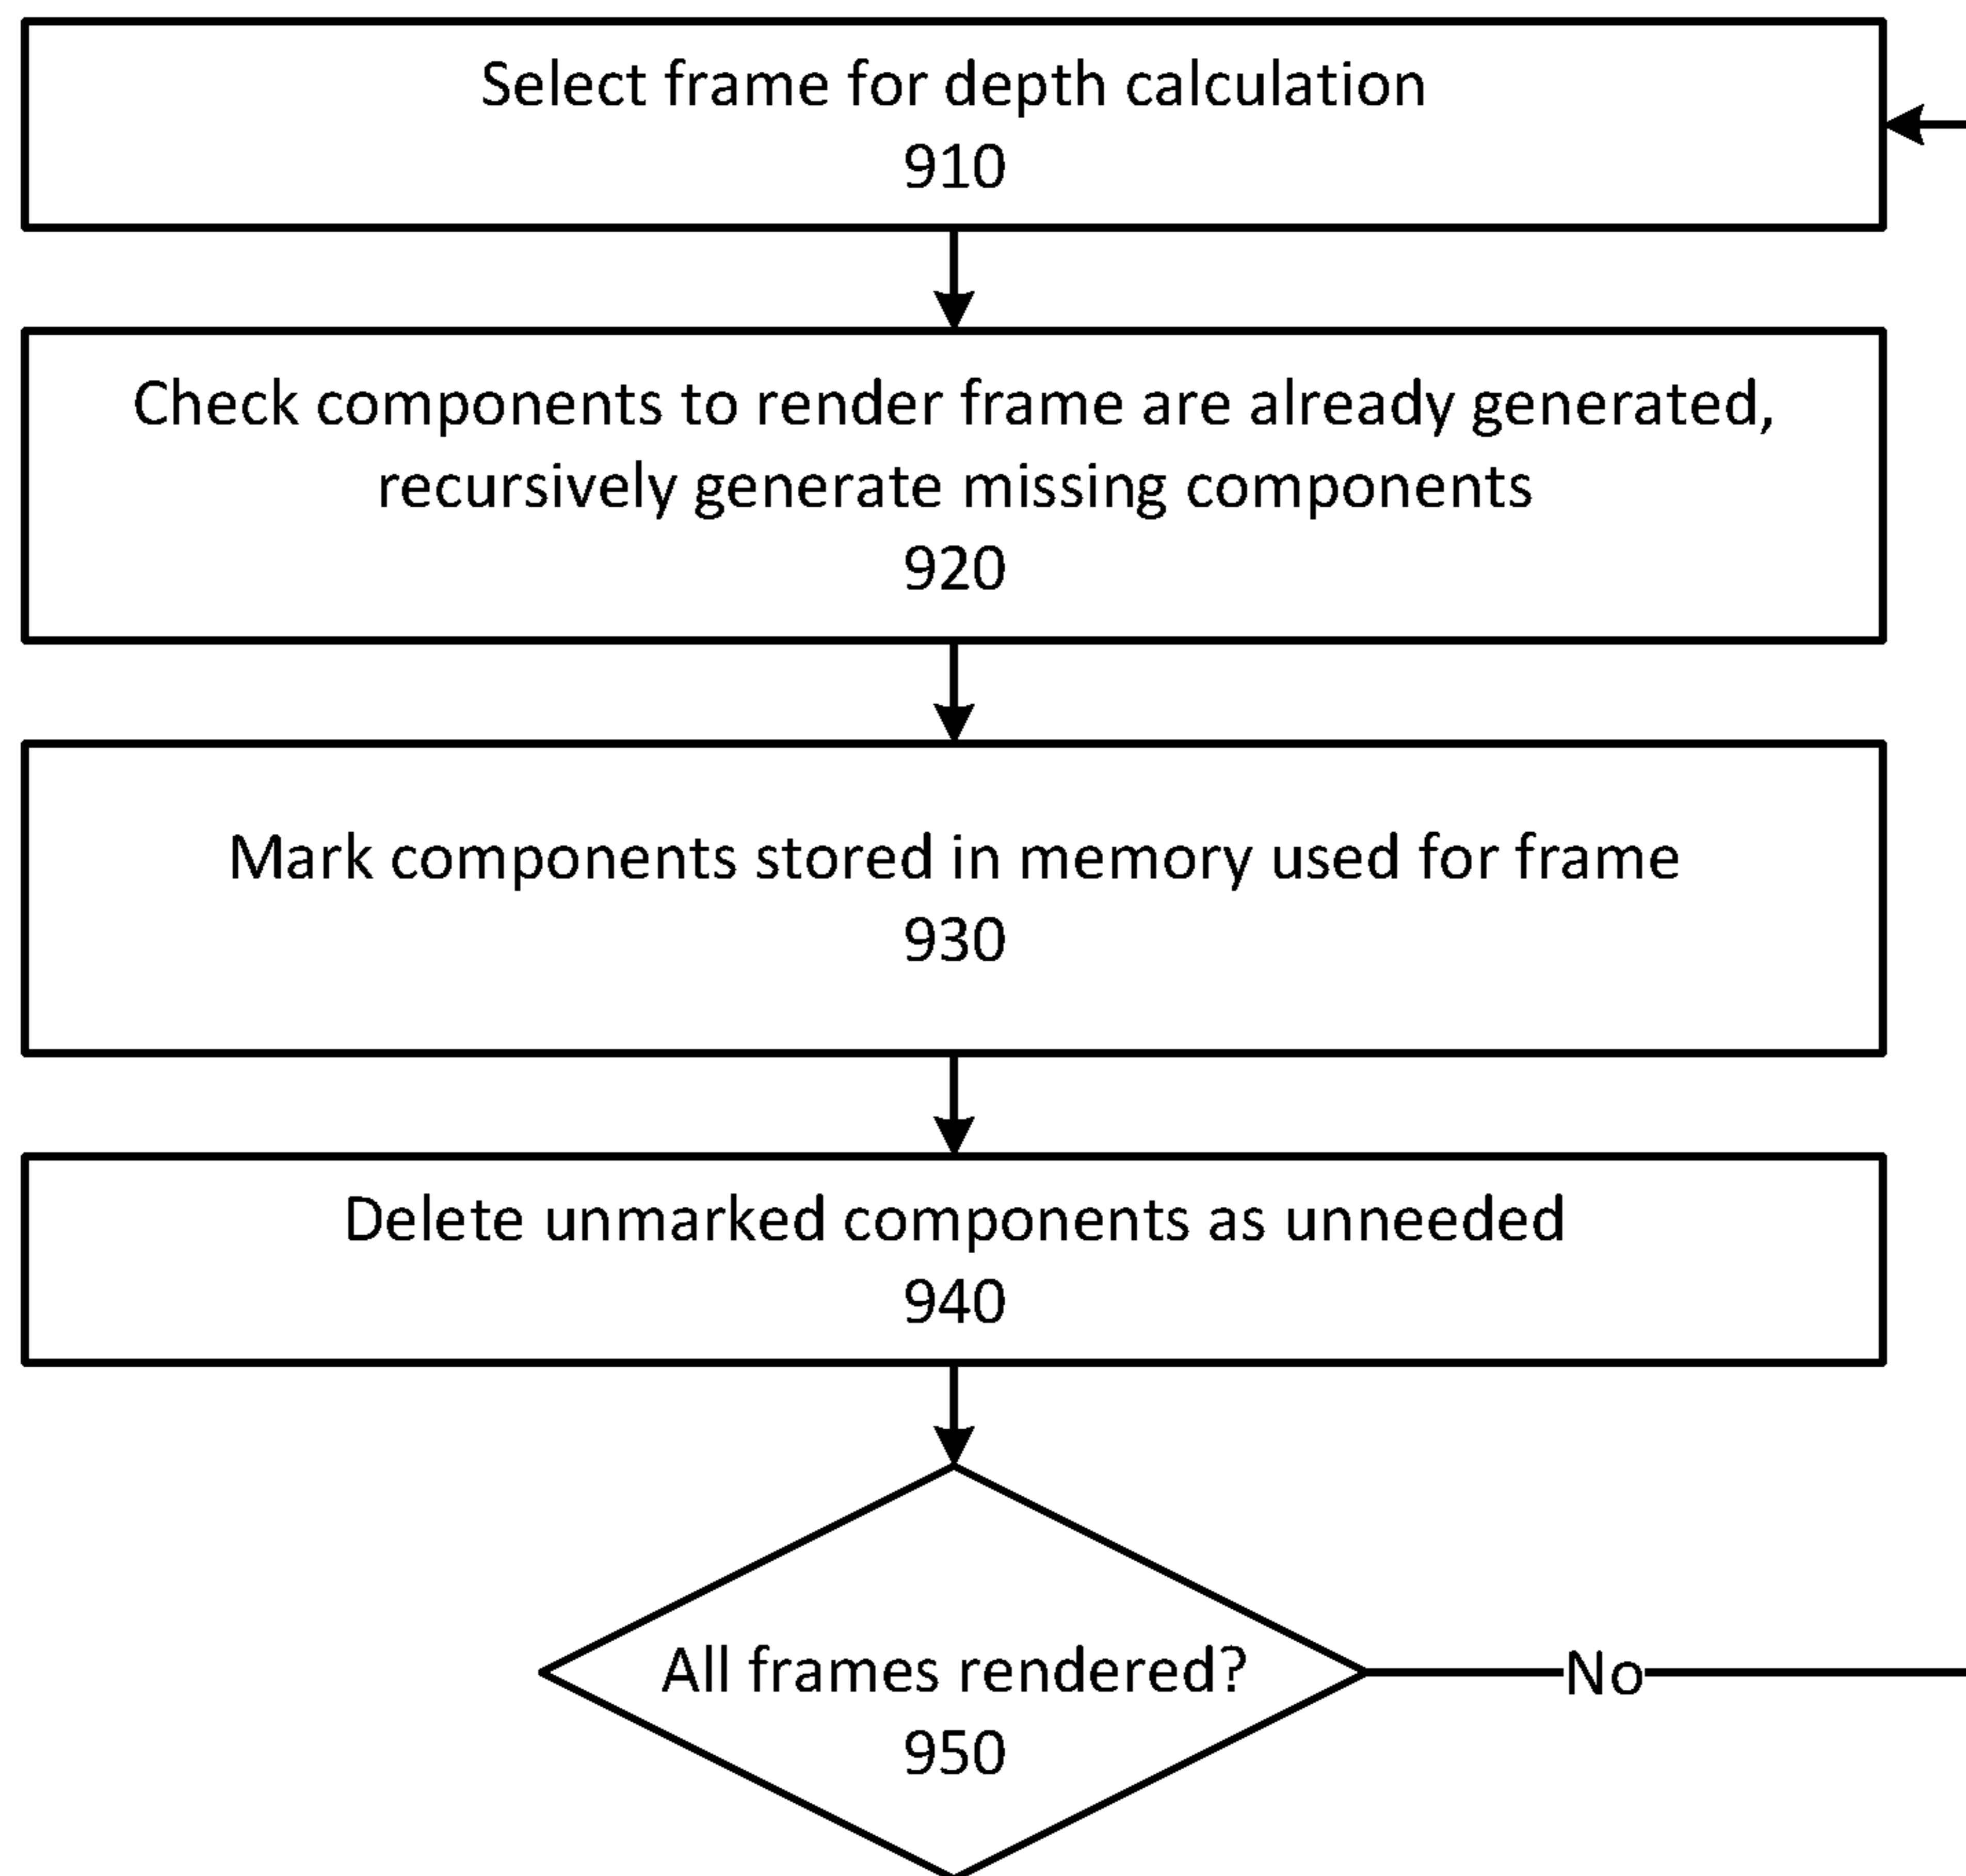 Select frame for depth calculation
910
Check components to render frame are already generated,
recursively generate missing components
920
Mark components stored in memory used for frame
930
Delete unmarked components as unneeded
940
All frames rendered?
No
950